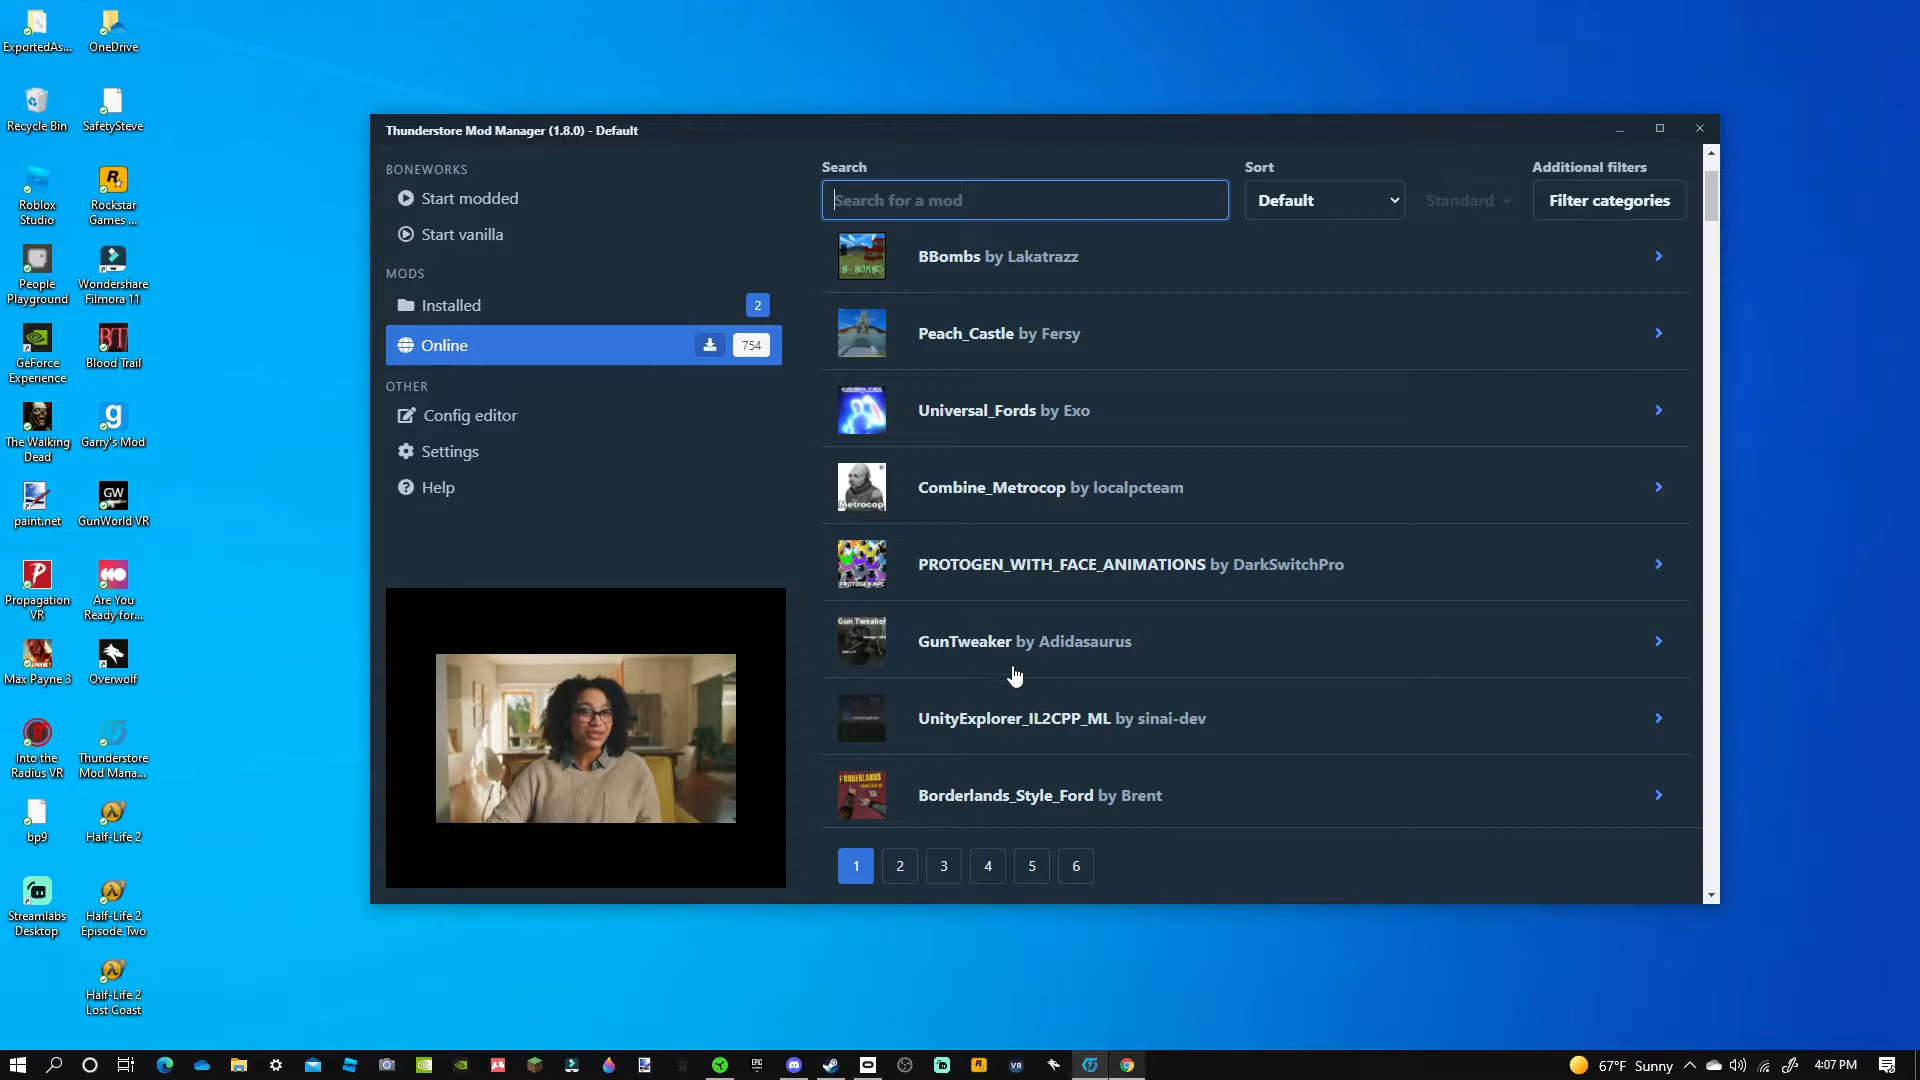 ExportedAs...
OneDrive
Recycle Bin
SafetySteve
Roblox
Studio
Rockstar
Games ...
People
Playground
Wondershare
Filmora 11
GeForce
Experience
Blood Trail
The Walking
Dead
Garry's Mod
paint.net
GunWorld VR
Propagation
VR
Are You
Ready for...
Max Payne 3
Overwolf
Into the
Radius VR
Thunderstore
Mod Mana...
bp9
Half-Life 2
Streamlabs
Desktop
Half-Life 2
Episode Two
Half-Life 2
Lost Coast
Thunderstore Mod Manager (1.8.0) - Default
BONEWORKS
Start modded
Start vanilla
MODS
Installed 2
Online 754
OTHER
Config editor
Settings
Help
Search
Search for a mod
Sort
Default
Standard
Additional filters
Filter categories
B-BOMBS
BBombs by Lakatrazz
Peach_Castle by Fersy
Universal_Fords by Exo
Metrocop
Combine_Metrocop by localpcteam
PROTOGEN NPC
PROTOGEN_WITH_FACE_ANIMATIONS by DarkSwitchPro
Gun Tweaker
GunTweaker by Adidasaurus
UnityExplorer_IL2CPP_ML by sinai-dev
BORDERLANDS
Borderlands_Style_Ford by Brent
1 2 3 4 5 6
67°F Sunny
4:07 PM